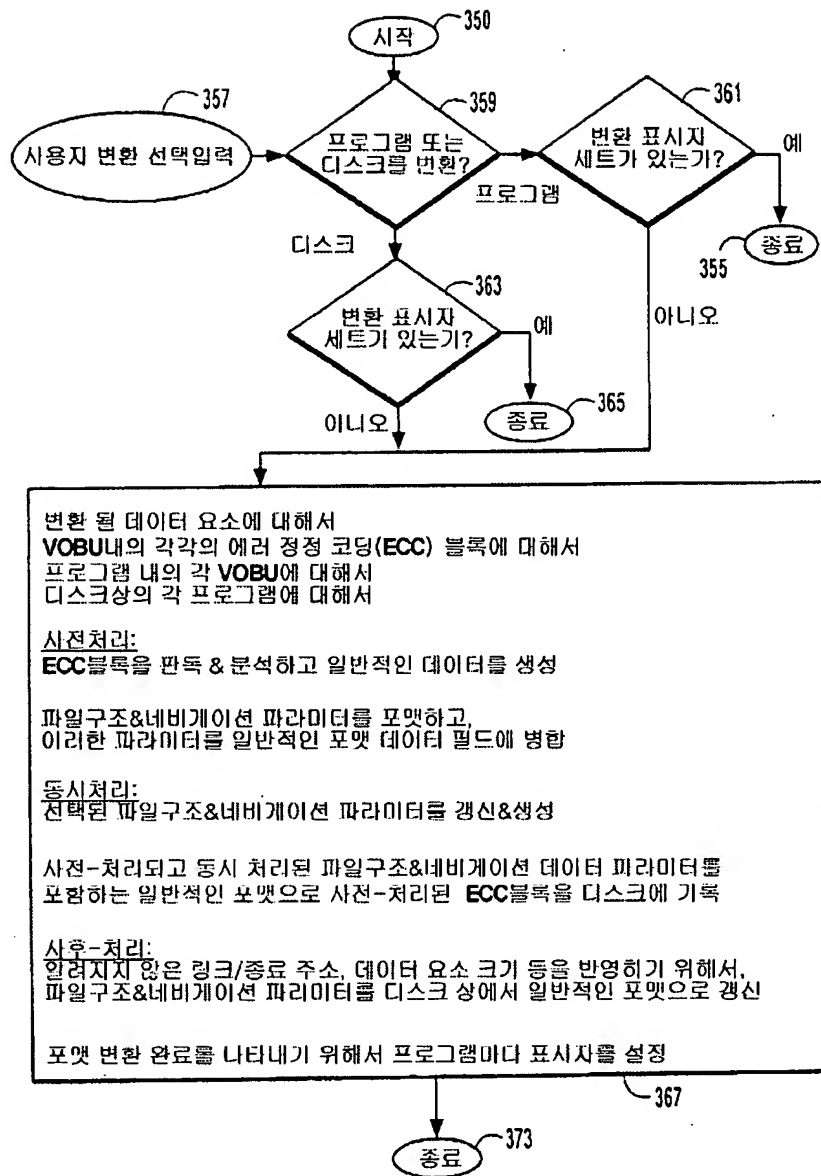 시작
350
357
사용자 변환 선택입력
359
프로그램 또는
디스크를 변환?
프로그램
361
변환 표시자
세트가 있는가?
예
355
종료
디스크
363
변환 표시자
세트가 있는가?
예
아니오
365
종료
아니오
변환 될 데이터 요소에 대해서
VOBU내의 각각의 에러 정정 코딩(ECC) 블록에 대해서
프로그램 내의 각 VOBU에 대해서
디스크상의 각 프로그램에 대해서
사전처리:
ECC블록을 판독 & 분석하고 일반적인 데이터를 생성
파일구조&네비게이션 파라미터를 포맷하고,
이러한 파라미터를 일반적인 포맷 데이터 필드에 병합
동시처리:
선택된 파일구조&네비게이션 파라미터를 갱신&생성
사전-처리되고 동시 처리된 파일구조&네비게이션 데이터 파라미터를
포함하는 일반적인 포맷으로 사전-처리된 ECC블록을 디스크에 기록
사후-처리:
알려지지 않은 링크/종료 주소, 데이터 요소 크기 등을 반영하기 위해서,
파일구조&네비게이션 파라미터를 디스크 상에서 일반적인 포맷으로 갱신
포맷 변환 완료를 나타내기 위해서 프로그램마다 표시자를 설정
367
373
종료